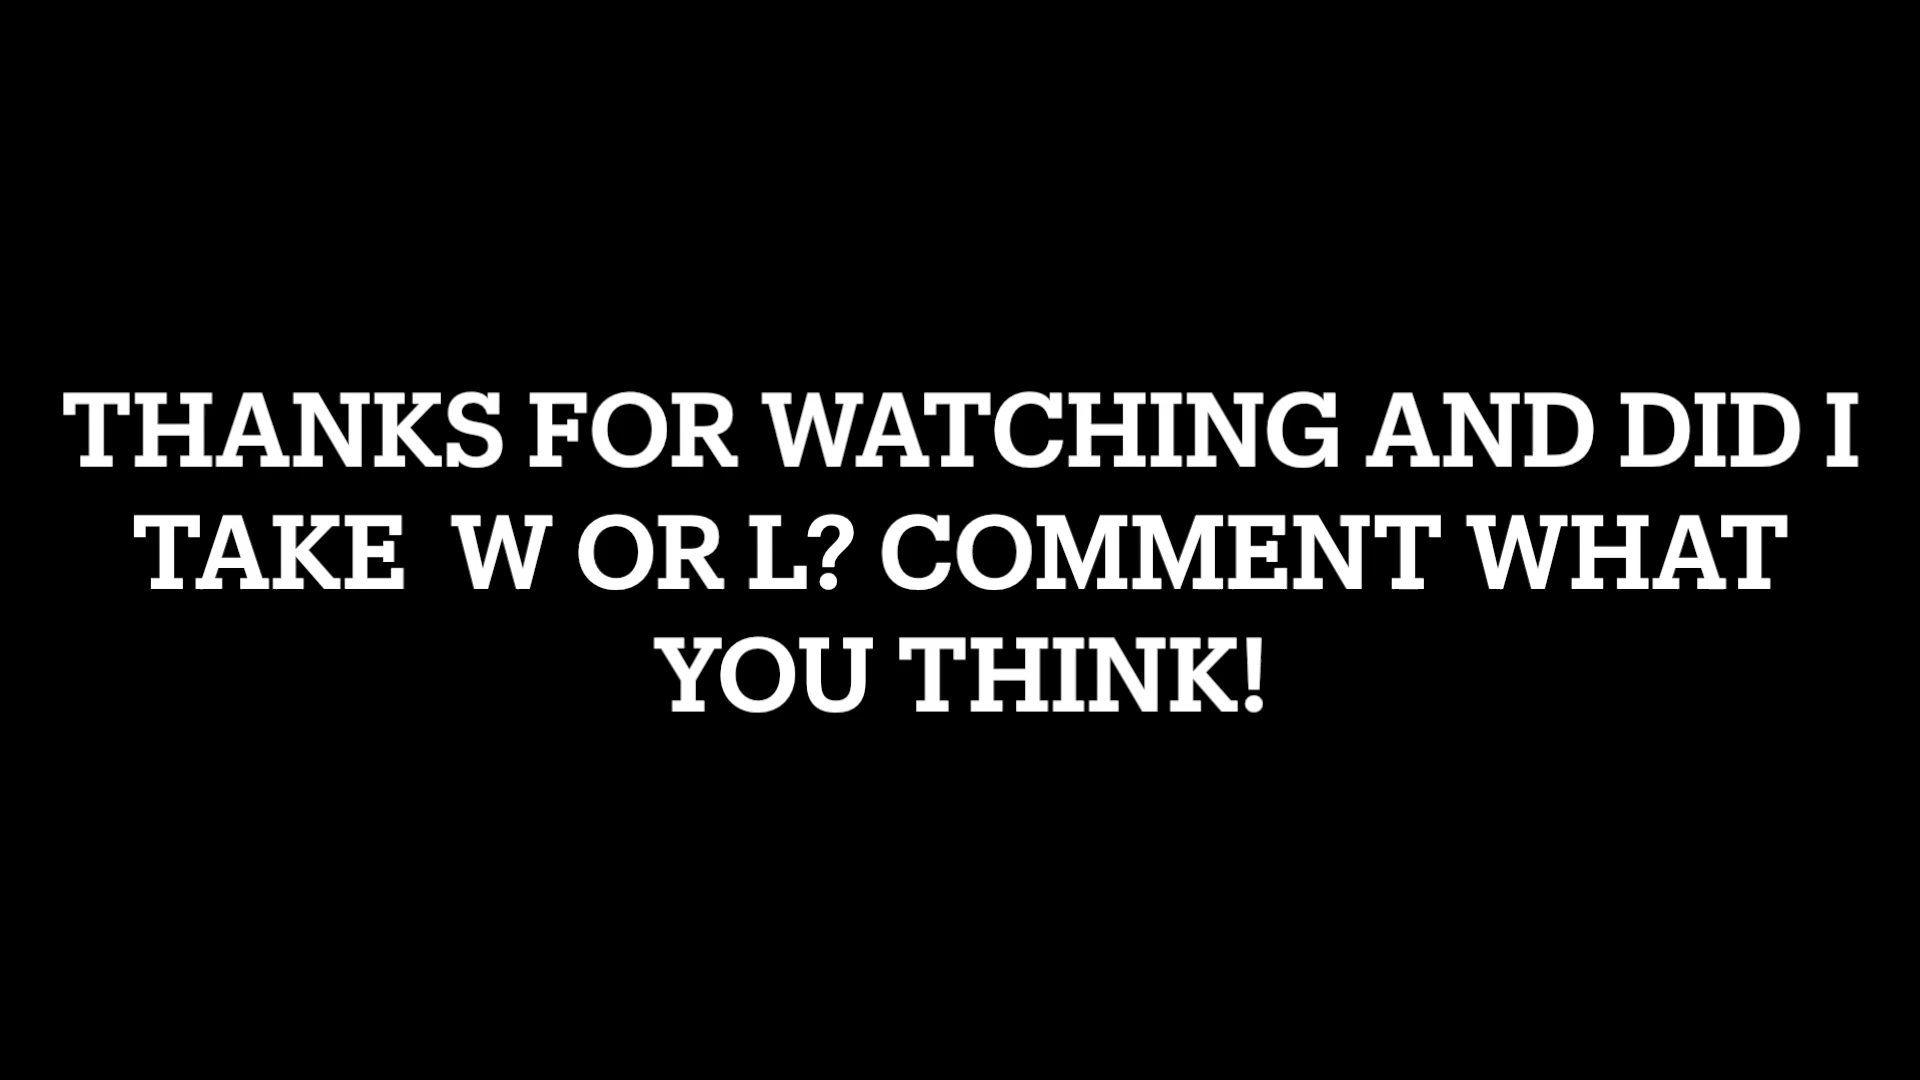 THANKS FOR WATCHING AND DID I
TAKE  W OR L? COMMENT WHAT
YOU THINK!